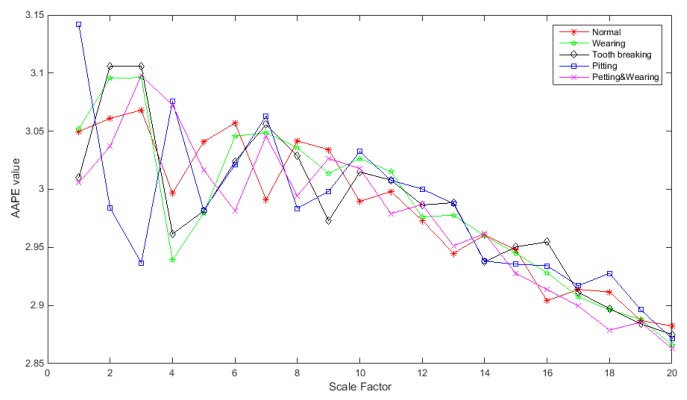 3.15
3.1
3.05
3
2.95
2.9
2.85
AAPE value
0 2 4 6 8 10 12 14 16 18 20
Scale Factor
Normal
Wearing
Tooth breaking
Pitting
Petting&Wearing